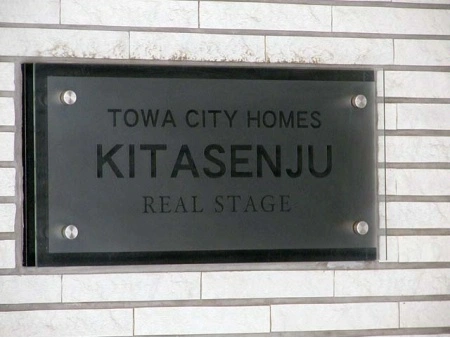 TOWA CITY HOMES
KITASENJU
REAL STAGE